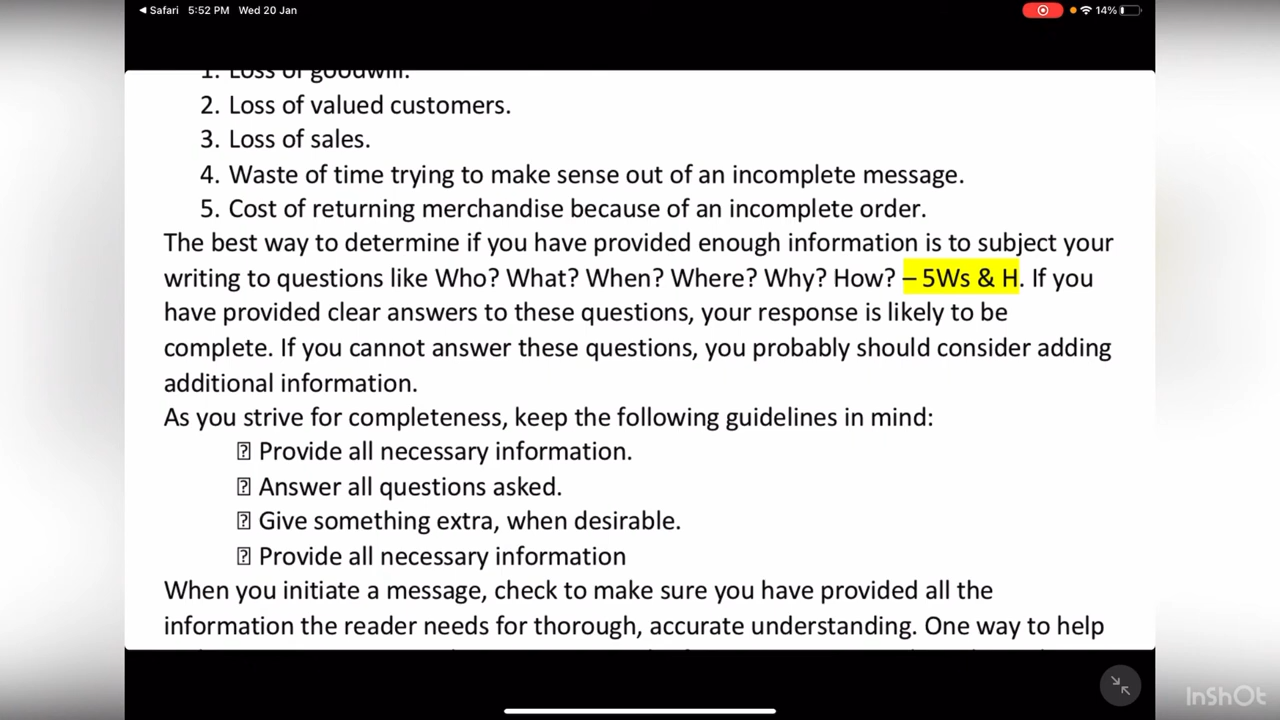 ◀ Safari 5:52 PM Wed 20 Jan 14%
1. Loss of goodwill.
2. Loss of valued customers.
3. Loss of sales.
4. Waste of time trying to make sense out of an incomplete message.
5. Cost of returning merchandise because of an incomplete order.
The best way to determine if you have provided enough information is to subject your
writing to questions like Who? What? When? Where? Why? How? – 5Ws & H. If you
have provided clear answers to these questions, your response is likely to be
complete. If you cannot answer these questions, you probably should consider adding
additional information.
As you strive for completeness, keep the following guidelines in mind:
Provide all necessary information.
Answer all questions asked.
Give something extra, when desirable.
Provide all necessary information
When you initiate a message, check to make sure you have provided all the
information the reader needs for thorough, accurate understanding. One way to help
InShOt